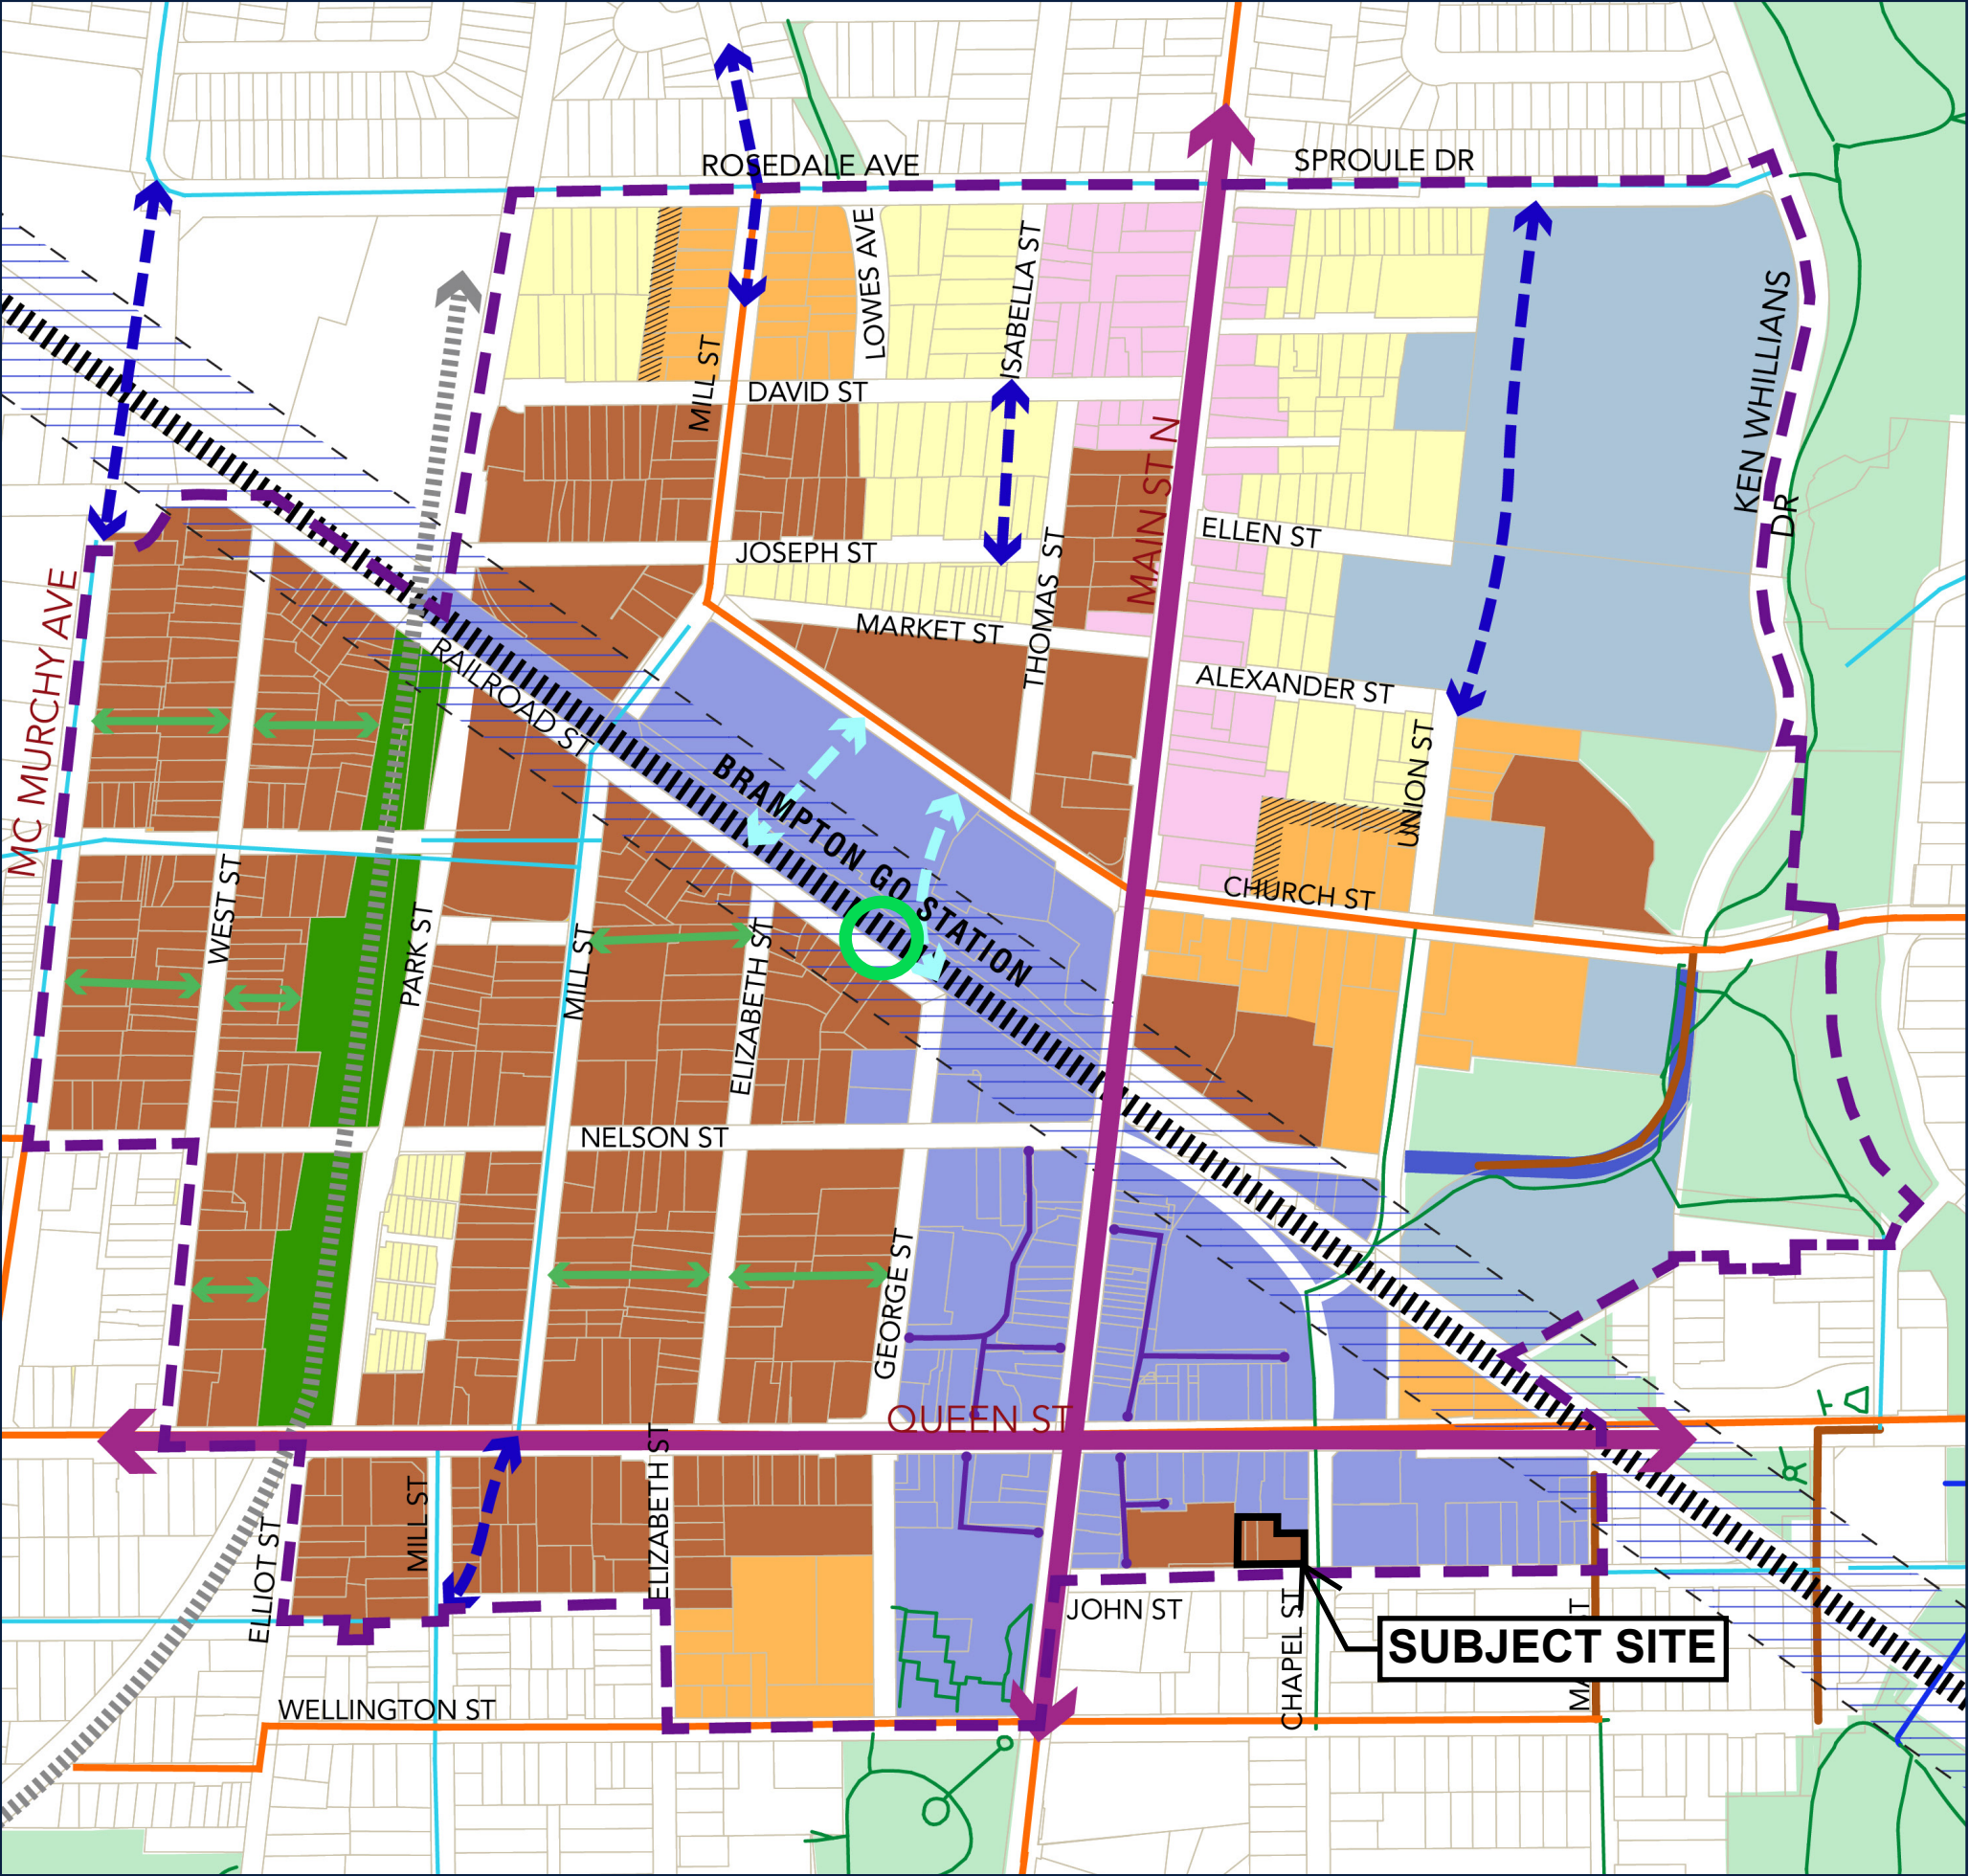 ROSEDALE AVE
SPROULE DR
LOWES AVE
ISABELLA ST
KEN WHILLIANS
DR
MILL ST
DAVID ST
MAIN ST N
ELLEN ST
JOSEPH ST
THOMAS ST
MC MURCHY AVE
MARKET ST
RAILROAD ST
ALEXANDER ST
UNION ST
BRAMPTON GO STATION
CHURCH ST
WEST ST
PARK ST
MILL ST
ELIZABETH ST
NELSON ST
GEORGE ST
QUEEN ST
ELIZABETH ST
MILL ST
ELLIOT ST
JOHN ST
CHAPEL ST
SUBJECT SITE
WELLINGTON ST